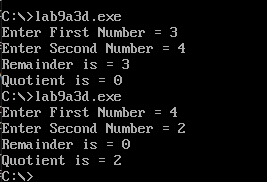 C:\>lab9a3d.exe
Enter First Number = 3
Enter Second Number = 4
Remainder is = 3
Quotient is = 0
C:\>lab9a3d.exe
Enter First Number = 4
Enter Second Number = 2
Remainder is = 0
Quotient is = 2
C:\>